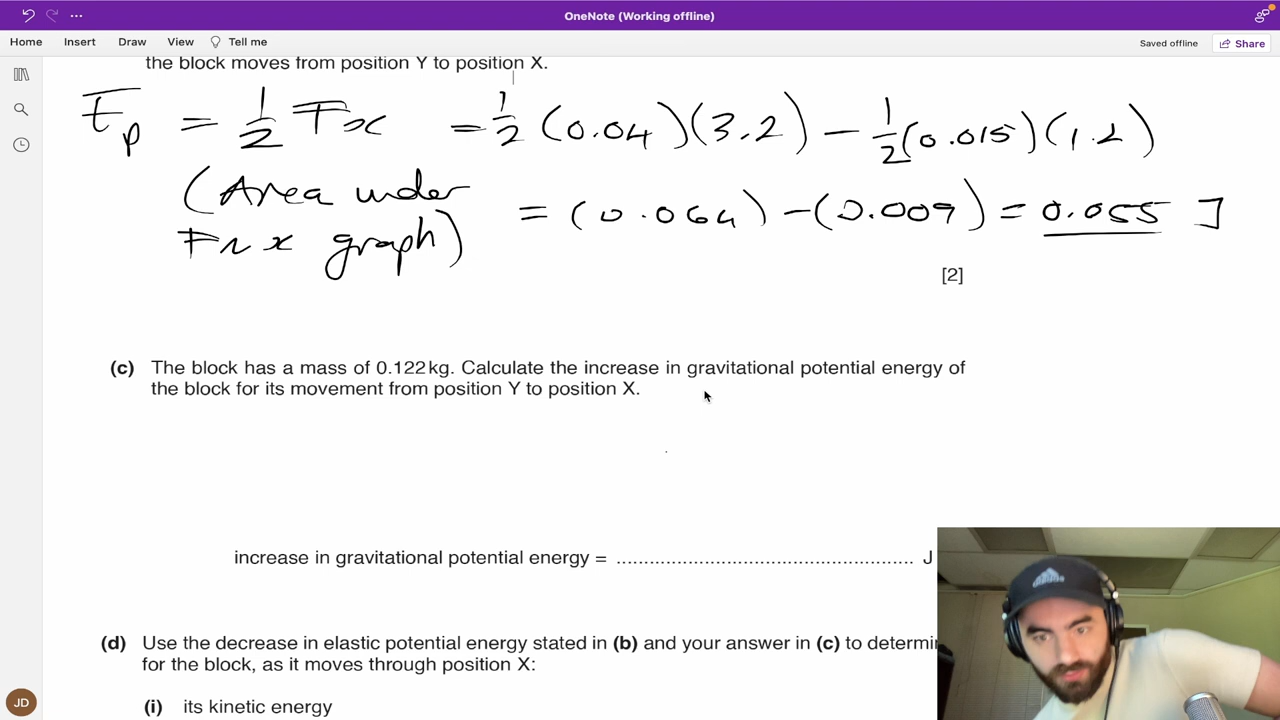 OneNote (Working offline)
Home Insert Draw View Tell me
Saved offline Share
the block moves from position Y to position X.
Ep = 1/2 Fx = 1/2 (0.04)(3.2) - 1/2 (0.015)(1.2)
(Area under
F~x graph)
= (0.064) - (0.009) = 0.055 J
[2]
(c) The block has a mass of 0.122 kg. Calculate the increase in gravitational potential energy of
the block for its movement from position Y to position X.
increase in gravitational potential energy = ...................................................... J
(d) Use the decrease in elastic potential energy stated in (b) and your answer in (c) to determin
for the block, as it moves through position X:
(i) its kinetic energy
JD